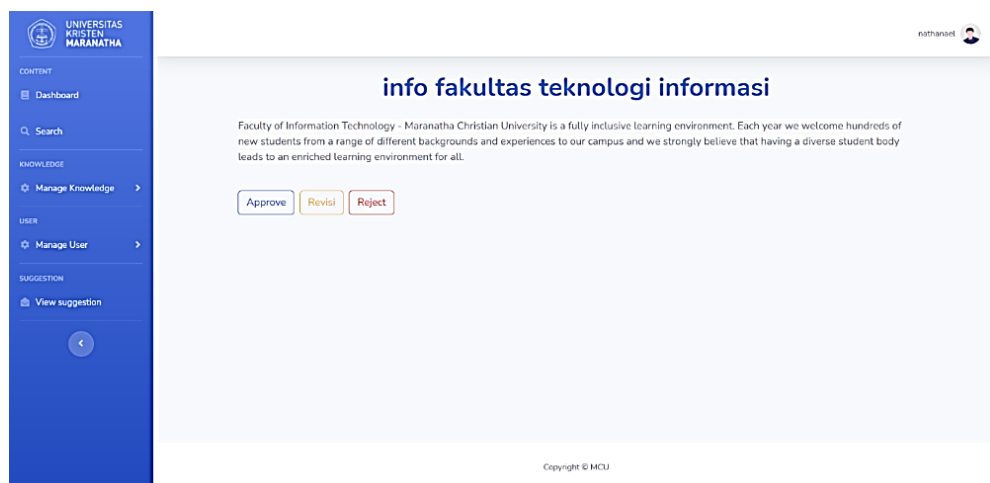 UNIVERSITAS
KRISTEN
MARANATHA
nathanael
CONTENT
Dashboard
Search
KNOWLEDGE
Manage Knowledge
USER
Manage User
SUGGESTION
View suggestion
info fakultas teknologi informasi
Faculty of Information Technology - Maranatha Christian University is a fully inclusive learning environment. Each year we welcome hundreds of
new students from a range of different backgrounds and experiences to our campus and we strongly believe that having a diverse student body
leads to an enriched learning environment for all.
Approve Revisi Reject
Copyright © MCU